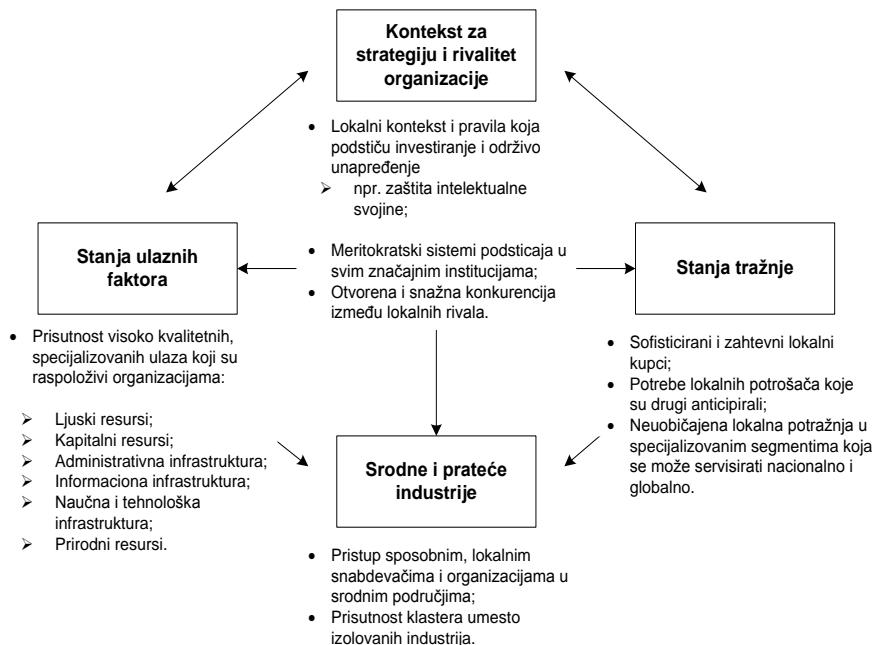 Kontekst za
strategiju i rivalitet
organizacije
• Lokalni kontekst i pravila koja
podstiču investiranje i održivo
unapređenje
➢ npr. zaštita intelektualne
svojine;
• Meritokratski sistemi podsticaja u
svim značajnim institucijama;
• Otvorena i snažna konkurencija
između lokalnih rivala.
Stanja ulaznih
faktora
• Prisutnost visoko kvalitetnih,
specijalizovanih ulaza koji su
raspoloživi organizacijama:
➢ Ljuski resursi;
➢ Kapitalni resursi;
➢ Administrativna infrastruktura;
➢ Informaciona infrastruktura;
➢ Naučna i tehnološka
infrastruktura;
➢ Prirodni resursi.
Stanja tražnje
• Sofisticirani i zahtevni lokalni
kupci;
• Potrebe lokalnih potrošača koje
su drugi anticipirali;
• Neuobičajena lokalna potražnja u
specijalizovanim segmentima koja
se može servisirati nacionalno i
globalno.
Srodne i prateće
industrije
• Pristup sposobnim, lokalnim
snabdevačima i organizacijama u
srodnim područjima;
• Prisutnost klastera umesto
izolovanih industrija.